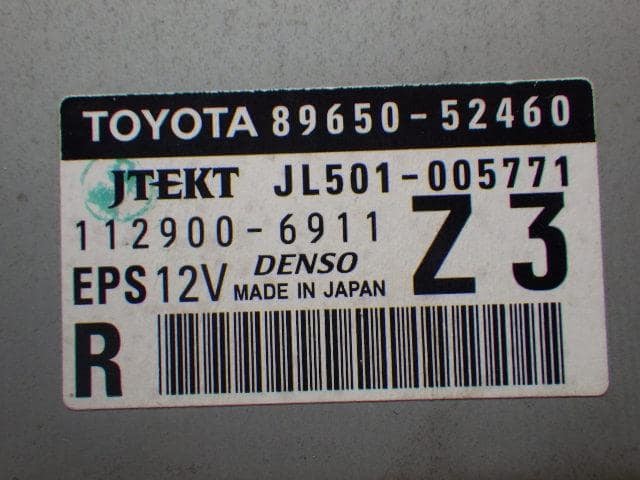 TOYOTA 89650-52460
JTEKT JL501-005771
112900-6911
EPS 12V DENSO Z3
MADE IN JAPAN
R